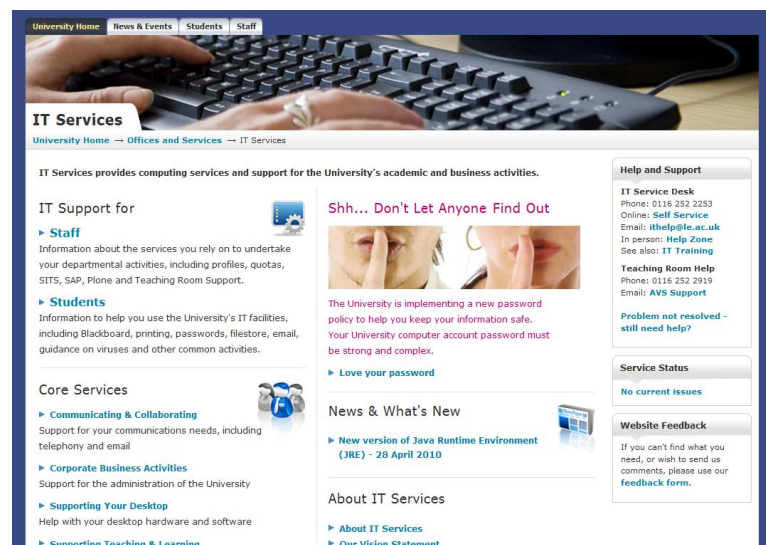 University Home
News & Events
Students
Staff
IT Services
University Home → Offices and Services → IT Services
IT Services provides computing services and support for the University's academic and business activities.
IT Support for
Staff
Information about the services you rely on to undertake
your departmental activities, including profiles, quotas,
SITS, SAP, Plone and Teaching Room Support.
Students
Information to help you use the University's IT facilities,
including Blackboard, printing, passwords, filestore, email,
guidance on viruses and other common activities.
Core Services
Communicating & Collaborating
Support for your communications needs, including
telephony and email
Corporate Business Activities
Support for the administration of the University
Supporting Your Desktop
Help with your desktop hardware and software
Supporting Teaching & Learning
Shh... Don't Let Anyone Find Out
The University is implementing a new password
policy to help you keep your information safe.
Your University computer account password must
be strong and complex.
Love your password
News & What's New
New version of Java Runtime Environment
(JRE) - 28 April 2010
About IT Services
About IT Services
Our Vision Statement
Help and Support
IT Service Desk
Phone: 0116 252 2253
Online: Self Service
Email: ithelp@le.ac.uk
In person: Help Zone
See also: IT Training
Teaching Room Help
Phone: 0116 252 2919
Email: AVS Support
Problem not resolved -
still need help?
Service Status
No current issues
Website Feedback
If you can't find what you
need, or wish to send us
comments, please use our
feedback form.